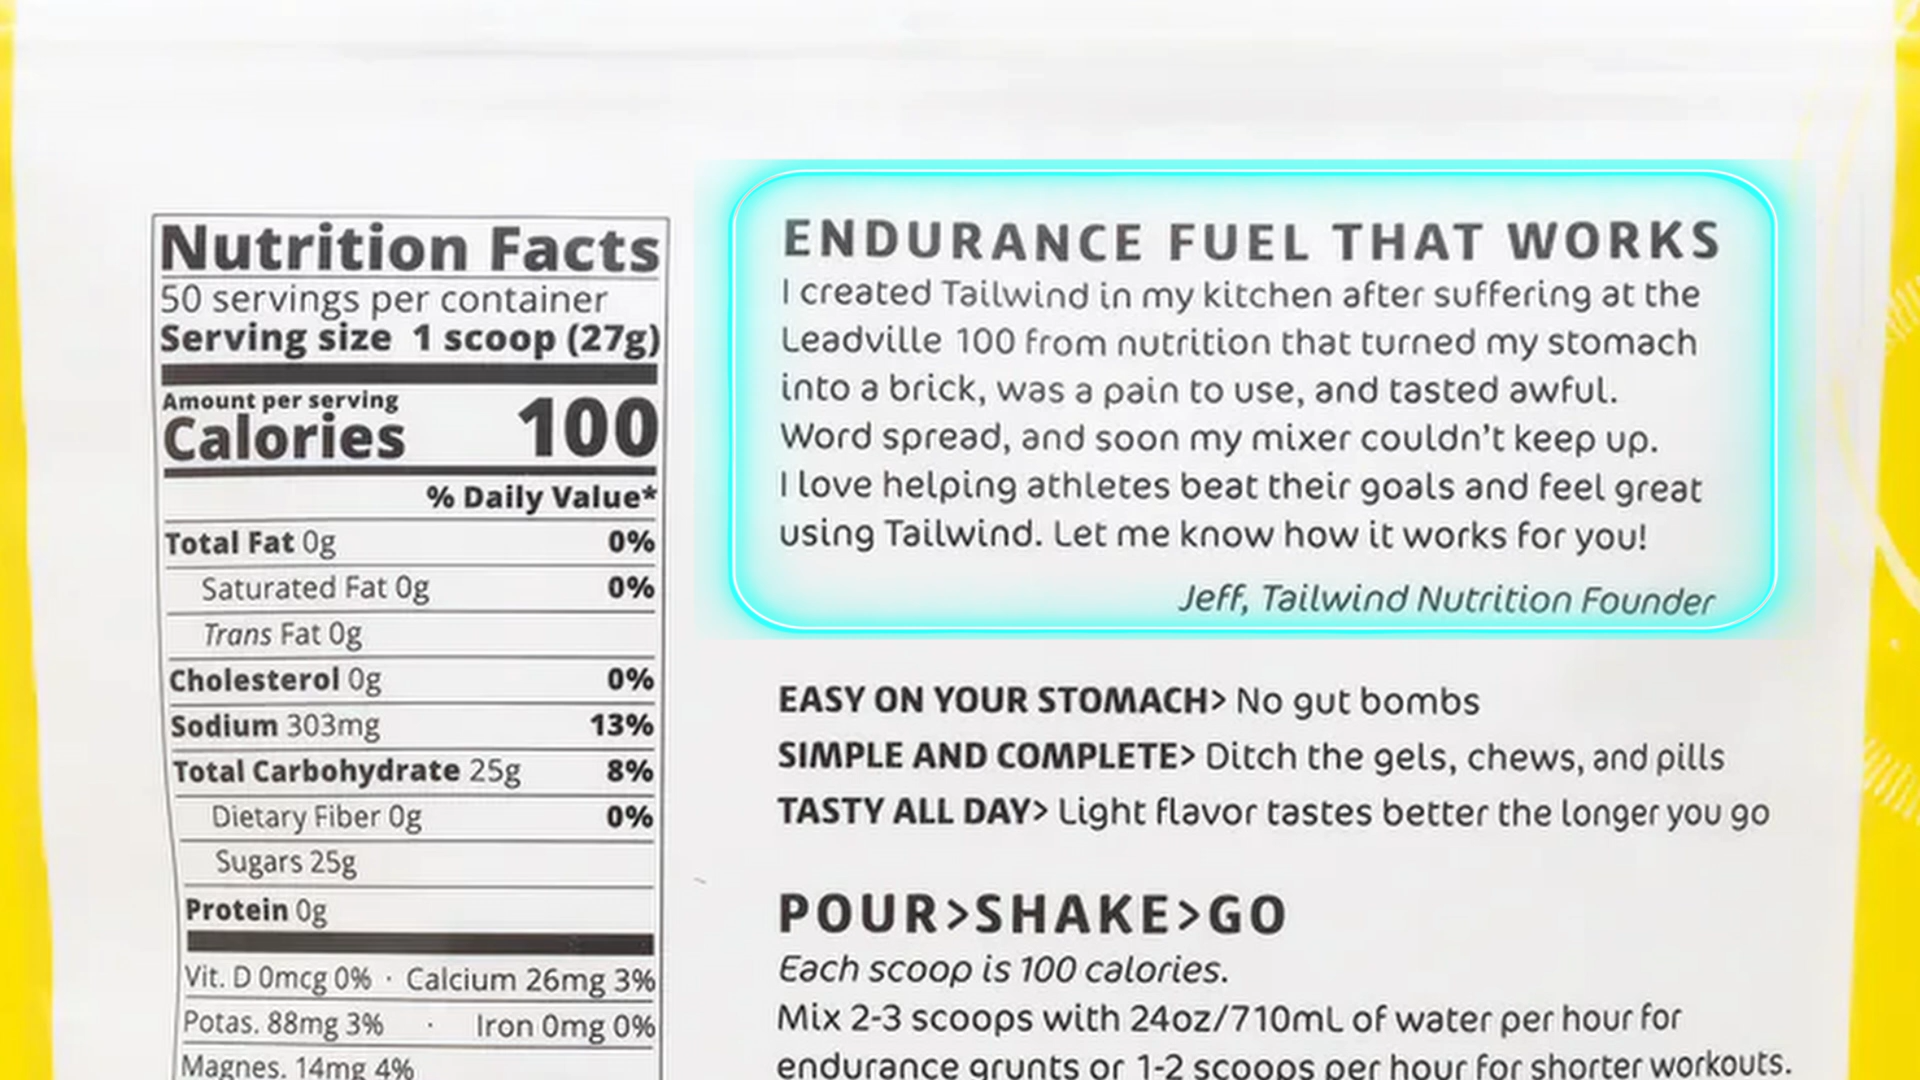 Nutrition Facts
50 servings per container
Serving size 1 scoop (27g)
Amount per serving
Calories 100
% Daily Value*
Total Fat 0g 0%
Saturated Fat 0g 0%
Trans Fat 0g
Cholesterol 0g 0%
Sodium 303mg 13%
Total Carbohydrate 25g 8%
Dietary Fiber 0g 0%
Sugars 25g
Protein 0g
Vit. D 0mcg 0% · Calcium 26mg 3%
Potas. 88mg 3% · Iron 0mg 0%
Magnes. 14mg 4%
ENDURANCE FUEL THAT WORKS
I created Tailwind in my kitchen after suffering at the
Leadville 100 from nutrition that turned my stomach
into a brick, was a pain to use, and tasted awful.
Word spread, and soon my mixer couldn't keep up.
I love helping athletes beat their goals and feel great
using Tailwind. Let me know how it works for you!
Jeff, Tailwind Nutrition Founder
EASY ON YOUR STOMACH> No gut bombs
SIMPLE AND COMPLETE> Ditch the gels, chews, and pills
TASTY ALL DAY> Light flavor tastes better the longer you go
POUR>SHAKE>GO
Each scoop is 100 calories.
Mix 2-3 scoops with 24oz/710mL of water per hour for
endurance grunts or 1-2 scoops per hour for shorter workouts.